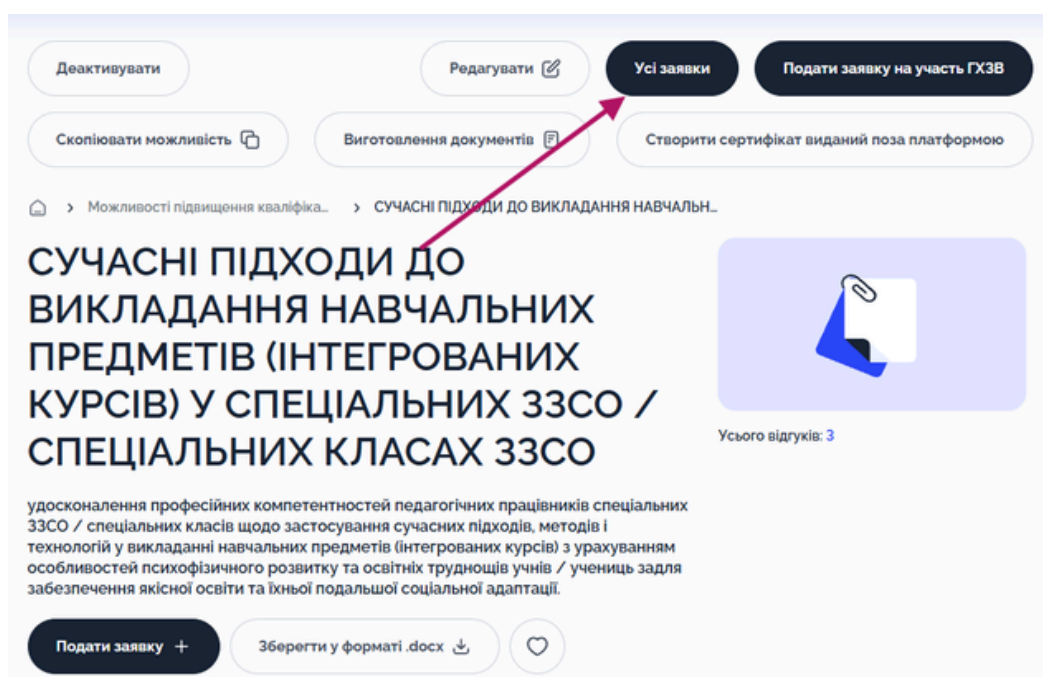 Деактивувати
Редагувати
Усі заявки
Подати заявку на участь ГХЗВ
Скопіювати можливість
Виготовлення документів
Створити сертифікат виданий поза платформою
Можливості підвищення кваліфіка... > СУЧАСНІ ПІДХОДИ ДО ВИКЛАДАННЯ НАВЧАЛЬН...
СУЧАСНІ ПІДХОДИ ДО
ВИКЛАДАННЯ НАВЧАЛЬНИХ
ПРЕДМЕТІВ (ІНТЕГРОВАНИХ
КУРСІВ) У СПЕЦІАЛЬНИХ ЗЗСО /
СПЕЦІАЛЬНИХ КЛАСАХ ЗЗСО
Усього відгуків: 3
удосконалення професійних компетентностей педагогічних працівників спеціальних
ЗЗСО / спеціальних класів щодо застосування сучасних підходів, методів і
технологій у викладанні навчальних предметів (інтегрованих курсів) з урахуванням
особливостей психофізичного розвитку та освітніх труднощів учнів / учениць задля
забезпечення якісної освіти та їхньої подальшої соціальної адаптації.
Подати заявку +
Зберегти у форматі .docx